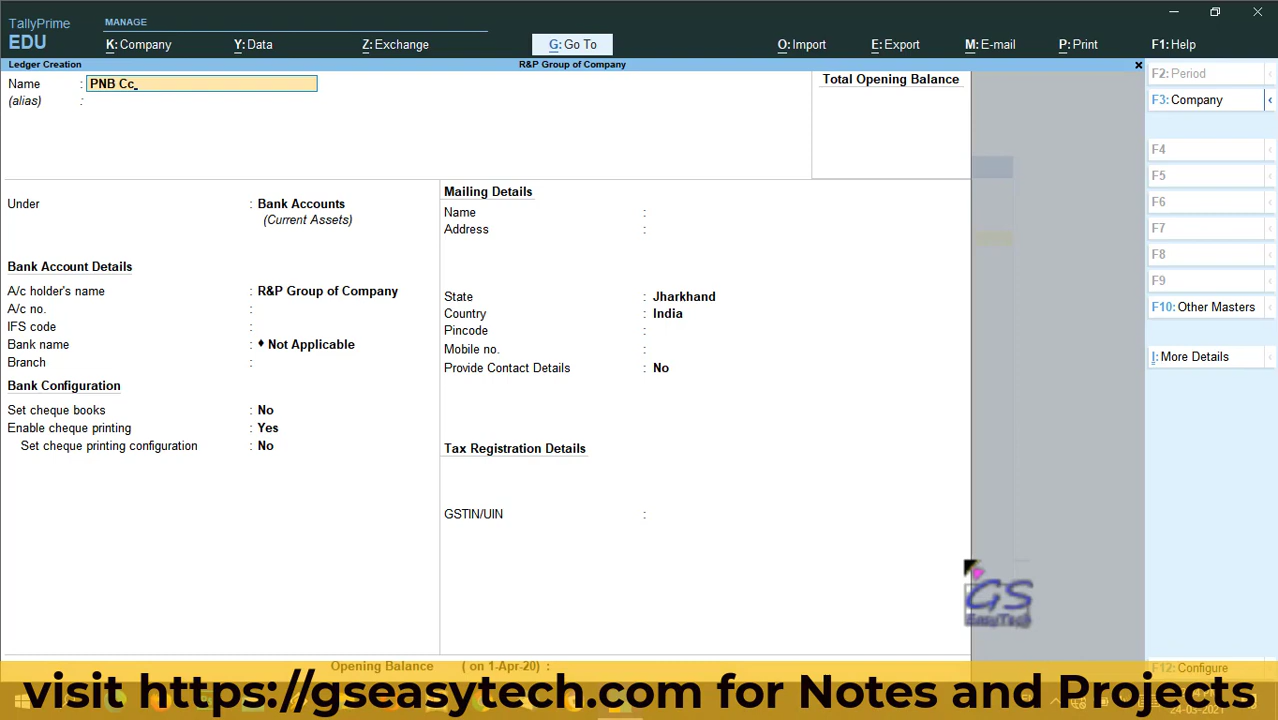 TallyPrime
EDU
MANAGE
K: Company
Y: Data
Z: Exchange
G: Go To
O: Import
E: Export
M: E-mail
P: Print
F1: Help
Ledger Creation
R&P Group of Company
Name : PNB Cc
(alias) :
Total Opening Balance
Under : Bank Accounts
(Current Assets)
Bank Account Details
A/c holder's name : R&P Group of Company
A/c no. :
IFS code :
Bank name : ♦ Not Applicable
Branch :
Bank Configuration
Set cheque books : No
Enable cheque printing : Yes
Set cheque printing configuration : No
Mailing Details
Name :
Address :
State : Jharkhand
Country : India
Pincode :
Mobile no. :
Provide Contact Details : No
Tax Registration Details
GSTIN/UIN :
F2: Period
F3: Company
F4
F5
F6
F7
F8
F9
F10: Other Masters
I: More Details
GS
EasyTech
Opening Balance ( on 1-Apr-20) :
F12: Configure
visit https://gseasytech.com for Notes and Projects